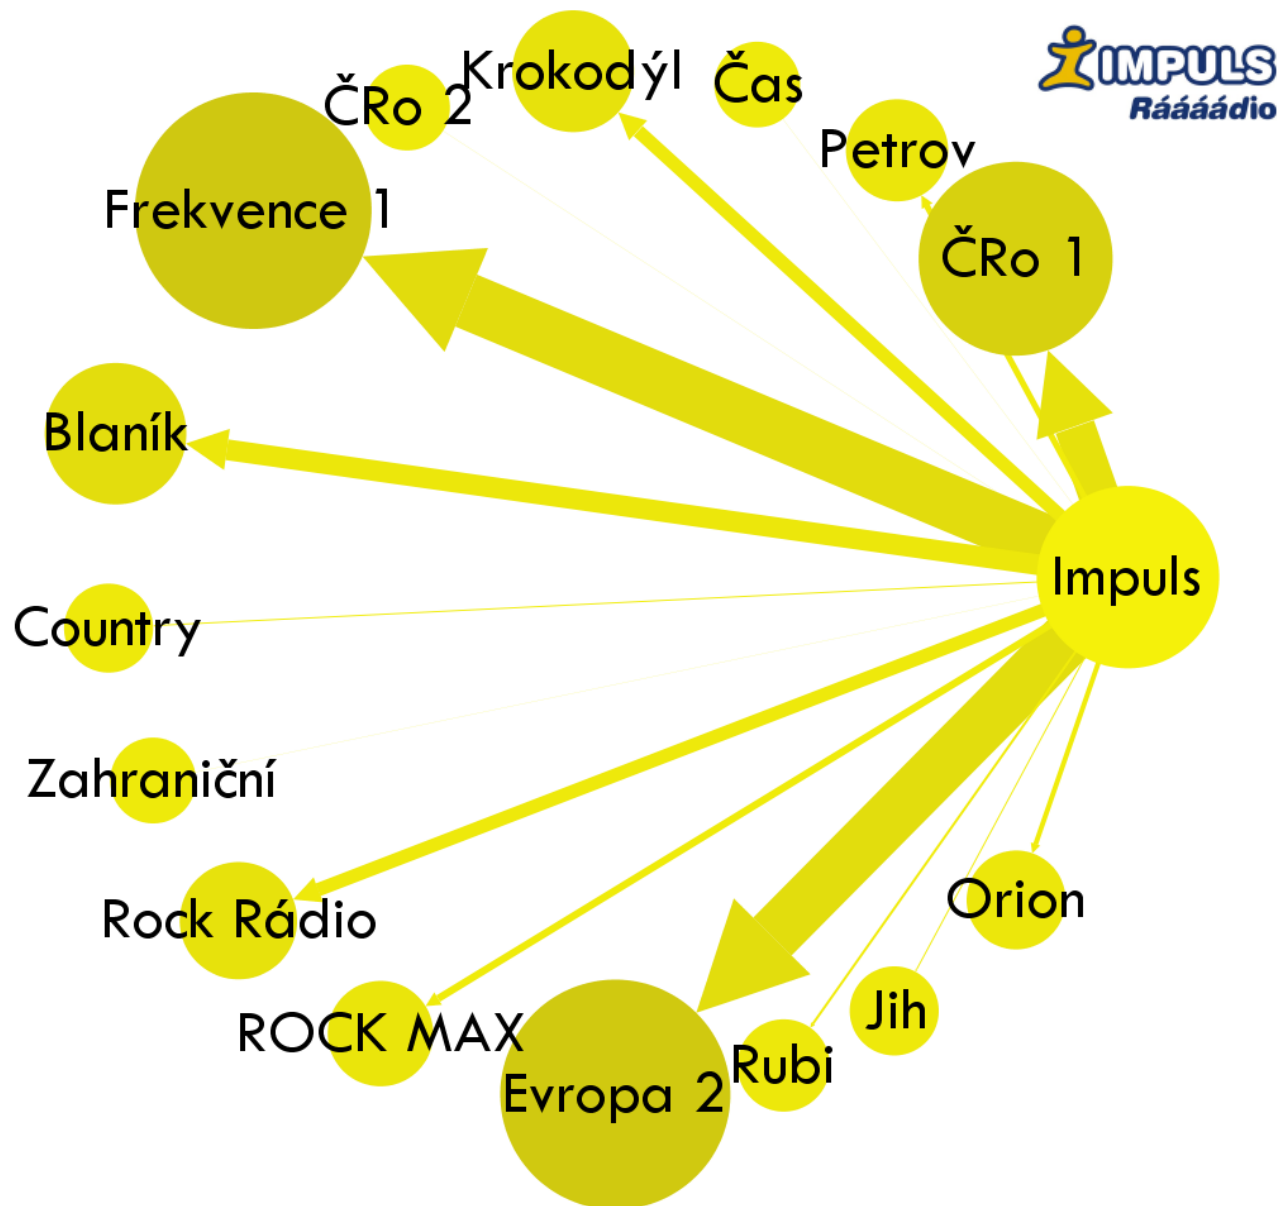 IMPULS
Rááááádio
Krokodýl
Čas
ČRo 2
Petrov
Frekvence 1
ČRo 1
Blaník
Impuls
Country
Zahraniční
Rock Rádio
Orion
Jih
ROCK MAX
Rubi
Evropa 2